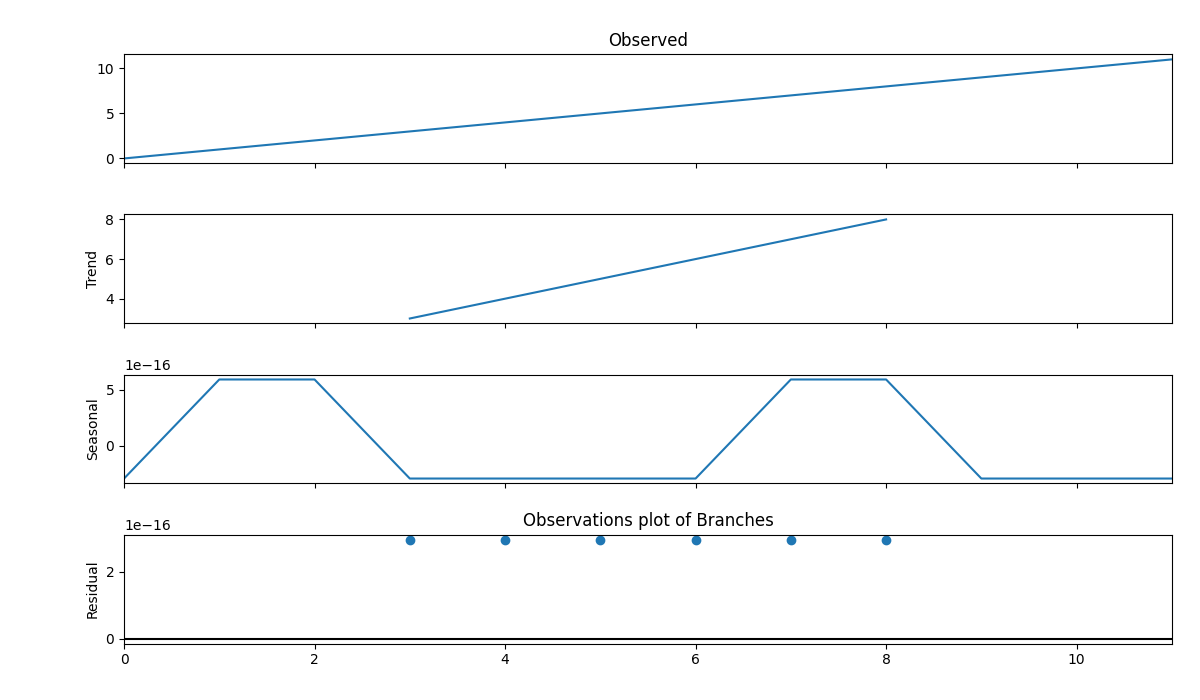 Observed
10
5
0
Trend
8
6
4
1e−16
Seasonal
5
0
Observations plot of Branches
1e−16
Residual
2
0
0 2 4 6 8 10